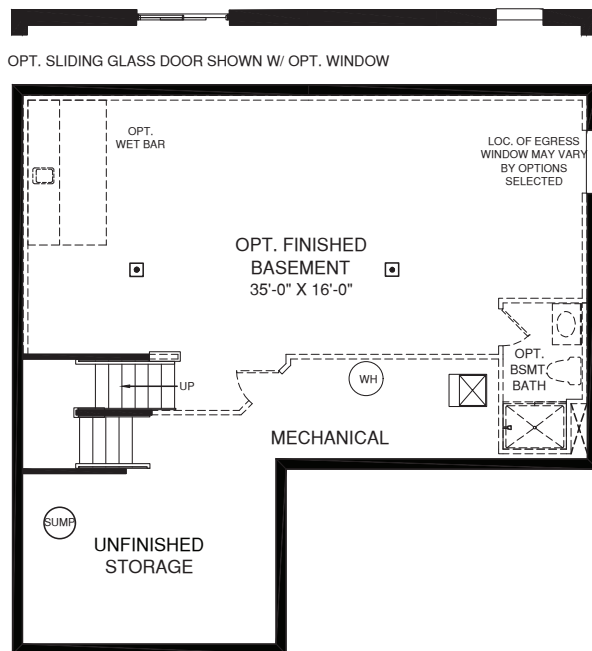 OPT. SLIDING GLASS DOOR SHOWN W/ OPT. WINDOW
OPT.
WET BAR
LOC. OF EGRESS
WINDOW MAY VARY
BY OPTIONS
SELECTED
OPT. FINISHED
BASEMENT
35'-0" X 16'-0"
OPT.
BSMT.
BATH
UP
WH
MECHANICAL
SUMP
UNFINISHED
STORAGE